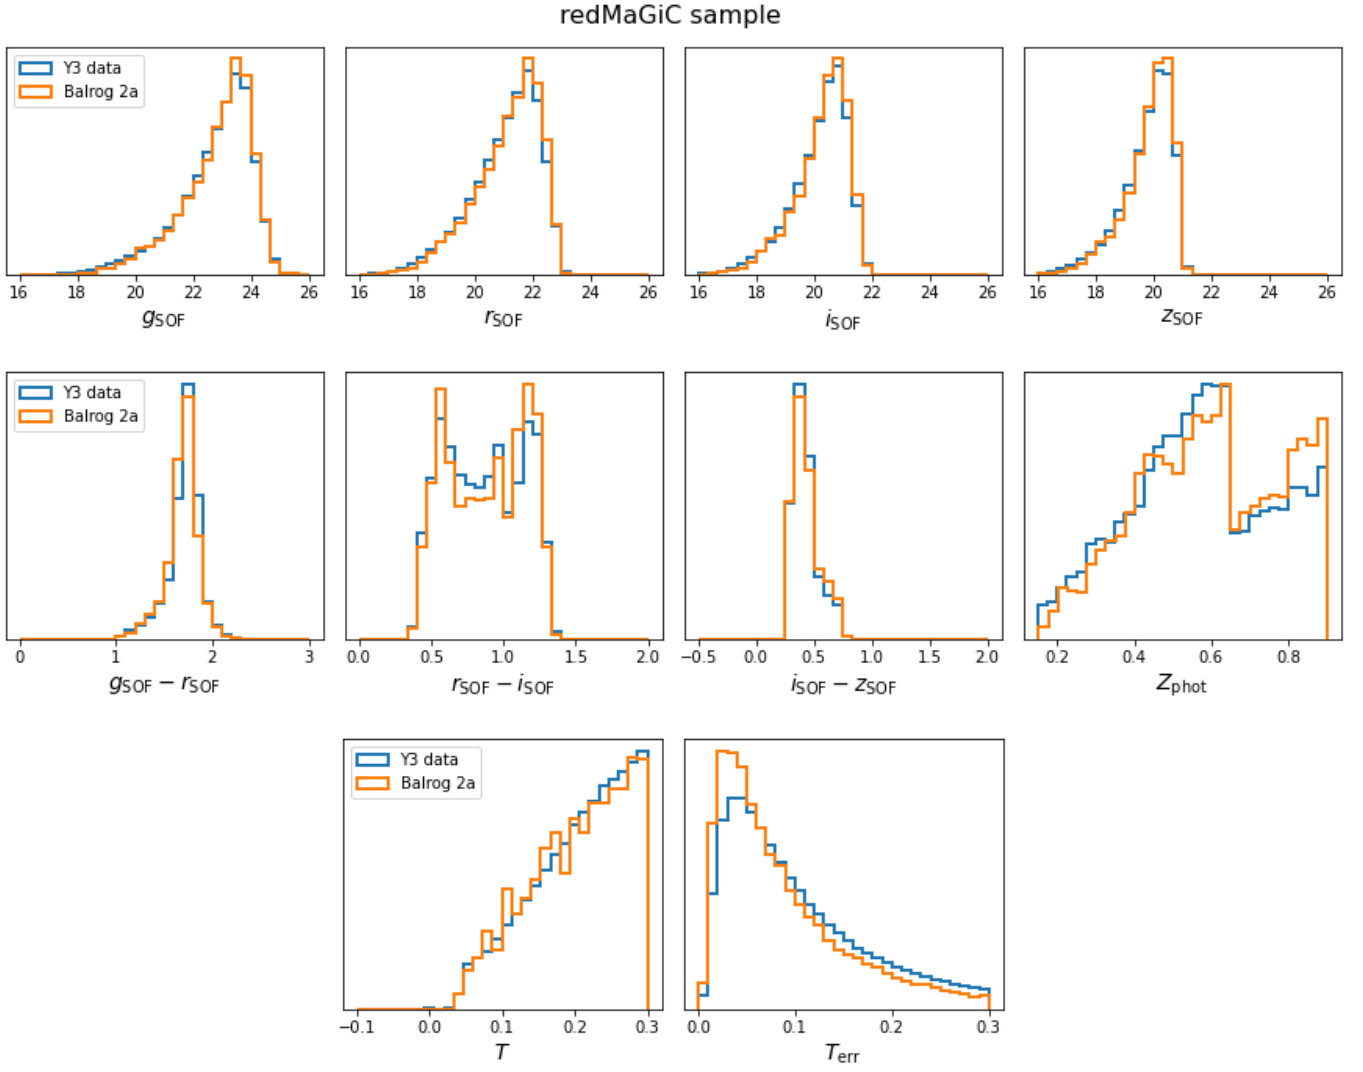 redMaGiC sample
Y3 data
Balrog 2a
16 18 20 22 24 26
16 18 20 22 24 26
16 18 20 22 24 26
16 18 20 22 24 26
g_SOF
r_SOF
i_SOF
z_SOF
Y3 data
Balrog 2a
0 1 2 3
0.0 0.5 1.0 1.5 2.0
−0.5 0.0 0.5 1.0 1.5 2.0
0.2 0.4 0.6 0.8
g_SOF − r_SOF
r_SOF − i_SOF
i_SOF − z_SOF
Z_phot
Y3 data
Balrog 2a
−0.1 0.0 0.1 0.2 0.3
0.0 0.1 0.2 0.3
T
T_err